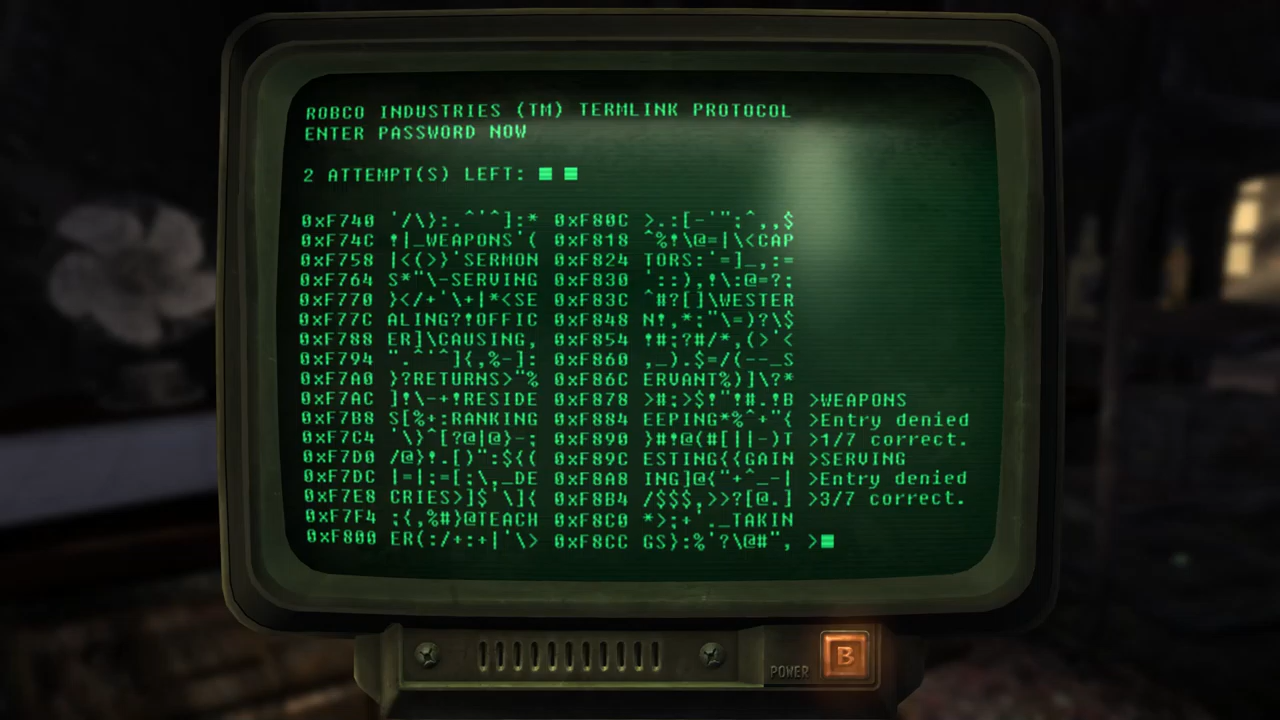 ROBCO INDUSTRIES (TM) TERMLINK PROTOCOL
ENTER PASSWORD NOW
2 ATTEMPT(S) LEFT: ■ ■
0xF740 '/\}:.^'^]:* 0xF80C >.:[-'";^,,$
0xF74C !|_WEAPONS'( 0xF818 ^%!\@=|\<CAP
0xF758 |<(>}'SERMON 0xF824 TORS:'=]_,:=
0xF764 S*"\-SERVING 0xF830 '::),!\:@=?;
0xF770 }</+'\+|*<SE 0xF83C ^#?[]\WESTER
0xF77C ALING?!OFFIC 0xF848 N!,*;"\=)?\$
0xF788 ER]\CAUSING, 0xF854 !#;?#/*,(>'<
0xF794 ".^'^]{,%-]: 0xF860 ,_).$=/(--_S
0xF7A0 }?RETURNS>"% 0xF86C ERVANT%)]\?*
0xF7AC ]!\-+!RESIDE 0xF878 >#;>$!"!#.!B >WEAPONS
0xF7B8 S[%+:RANKING 0xF884 EEPING*%^+"{ >Entry denied
0xF7C4 '\}^[?@|@}-; 0xF890 }#!@(#[||-)T >1/7 correct.
0xF7D0 /@}!.[)":${( 0xF89C ESTING{{GAIN >SERVING
0xF7DC |=|:=[;\,_DE 0xF8A8 ING]@{"+^_-| >Entry denied
0xF7E8 CRIES>]$'\]{ 0xF8B4 /$$$,>>?[@.] >3/7 correct.
0xF7F4 ;{,%#}@TEACH 0xF8C0 *>;+ˈ._TAKIN
0xF800 ER(:/+:+|'\> 0xF8CC GS}:%'?\@#", >■
POWER
B